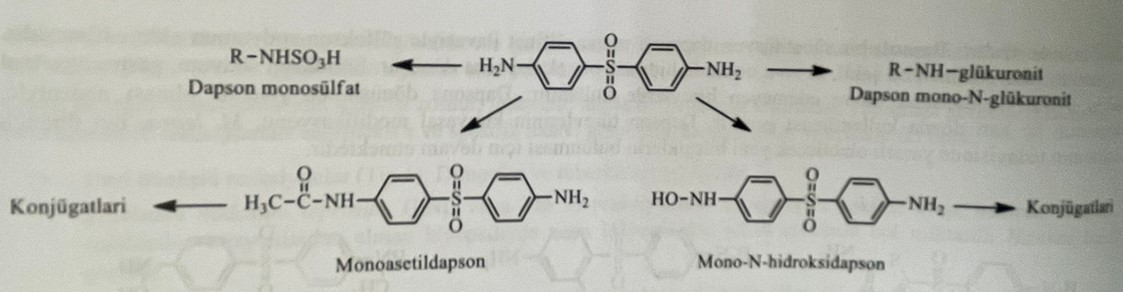 R-NHSO₃H
Dapson monosülfat
H₂N
O
S
O
NH₂
R-NH-glükuronit
Dapson mono-N-glükuronit
Konjügatlari
H₃C-C-NH
O
O
S
O
NH₂
HO-NH
O
S
O
NH₂
Konjügatlari
Monoasetildapson
Mono-N-hidroksidapson